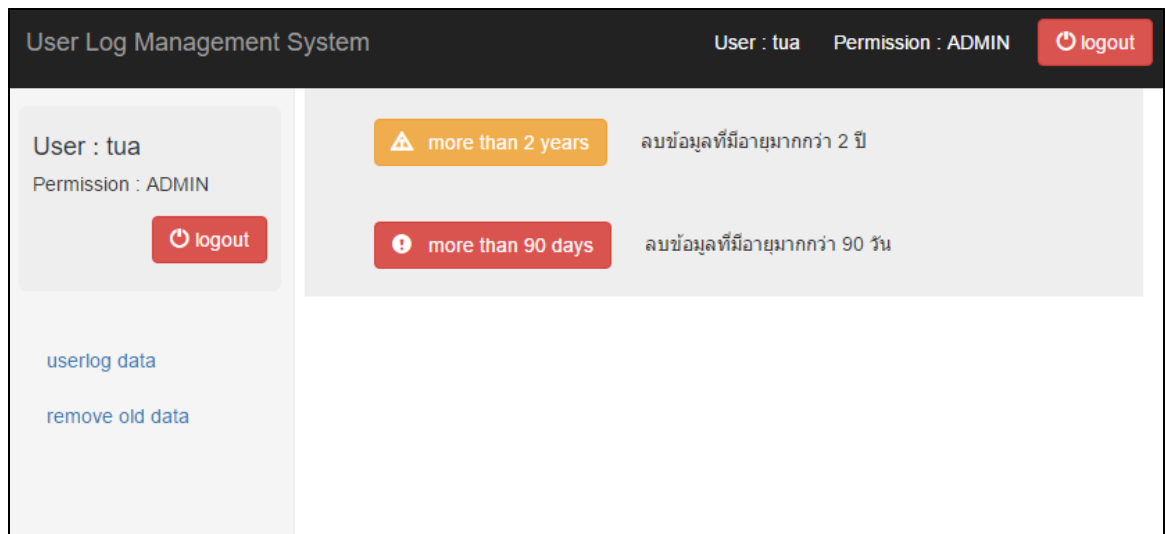 User Log Management System
User : tua Permission : ADMIN logout
User : tua
Permission : ADMIN
logout
userlog data
remove old data
more than 2 years ลบข้อมูลที่มีอายุมากกว่า 2 ปี
more than 90 days ลบข้อมูลที่มีอายุมากกว่า 90 วัน